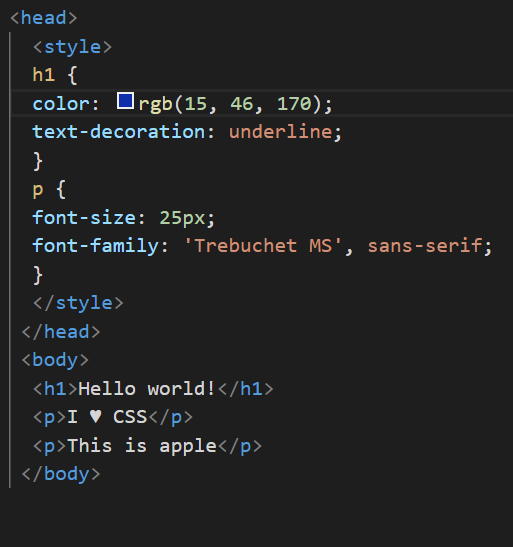 <head>
<style>
h1 {
color: rgb(15, 46, 170);
text-decoration: underline;
}
p {
font-size: 25px;
font-family: 'Trebuchet MS', sans-serif;
}
</style>
</head>
<body>
<h1>Hello world!</h1>
<p>I ♥ CSS</p>
<p>This is apple</p>
</body>